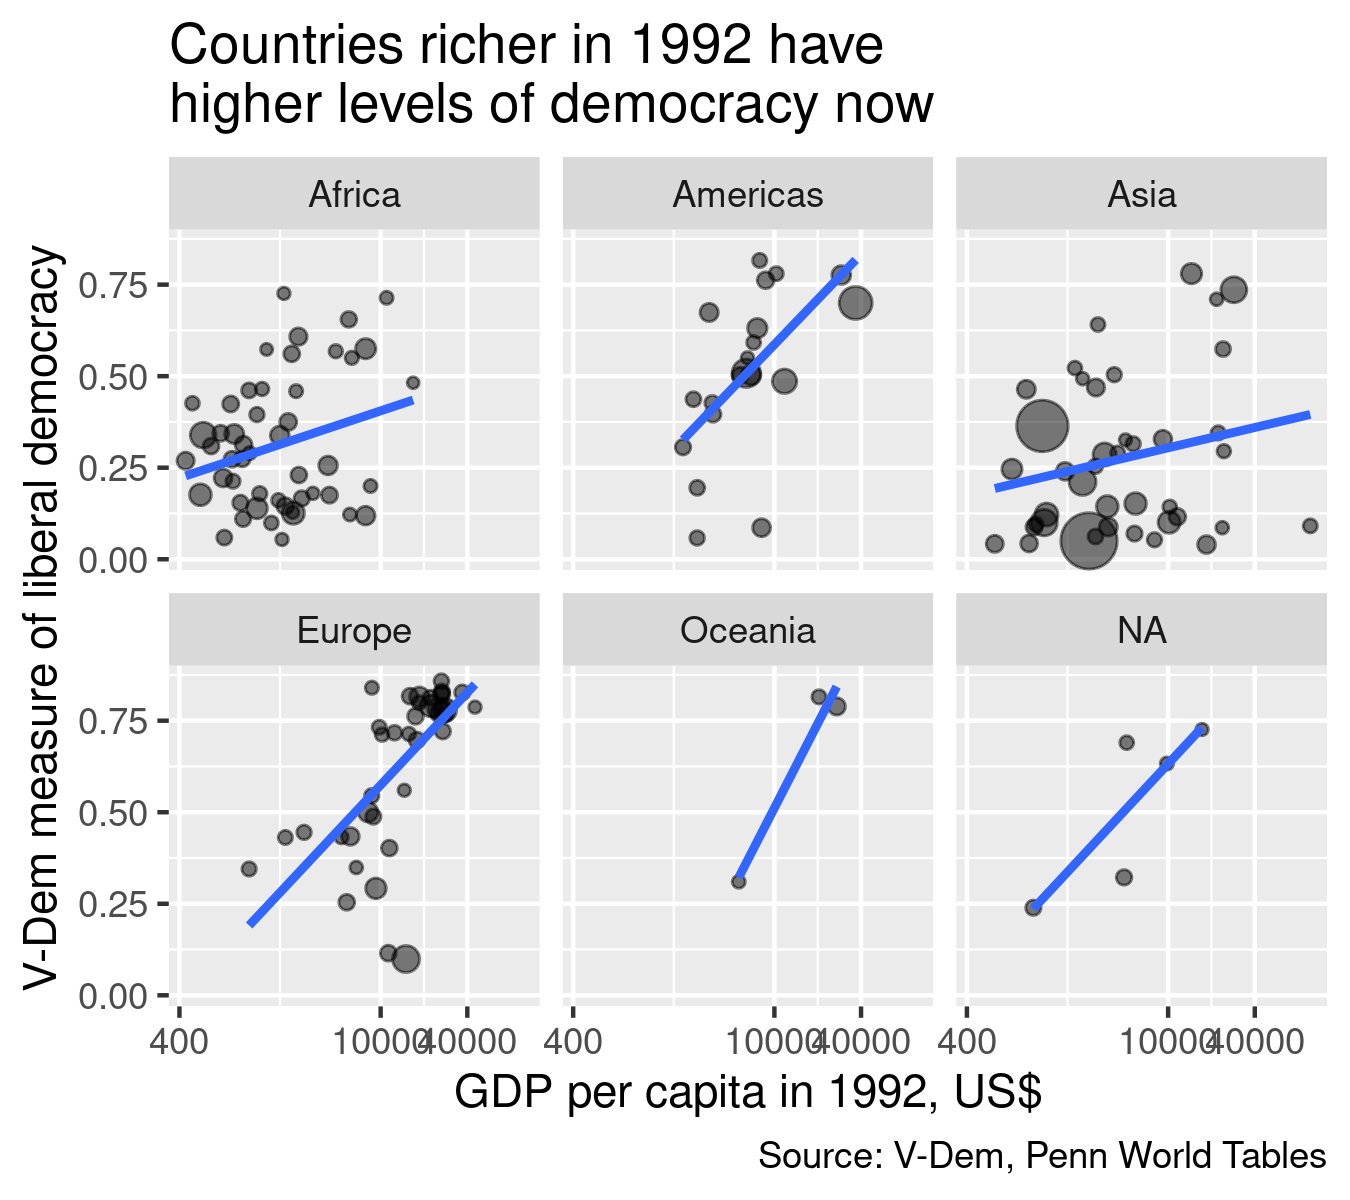 Countries richer in 1992 have
higher levels of democracy now
Africa
Americas
Asia
0.75
0.50
0.25
0.00
V-Dem measure of liberal democracy
Europe
Oceania
NA
0.75
0.50
0.25
0.00
400 10000 40000
400 10000 40000
400 10000 40000
GDP per capita in 1992, US$
Source: V-Dem, Penn World Tables